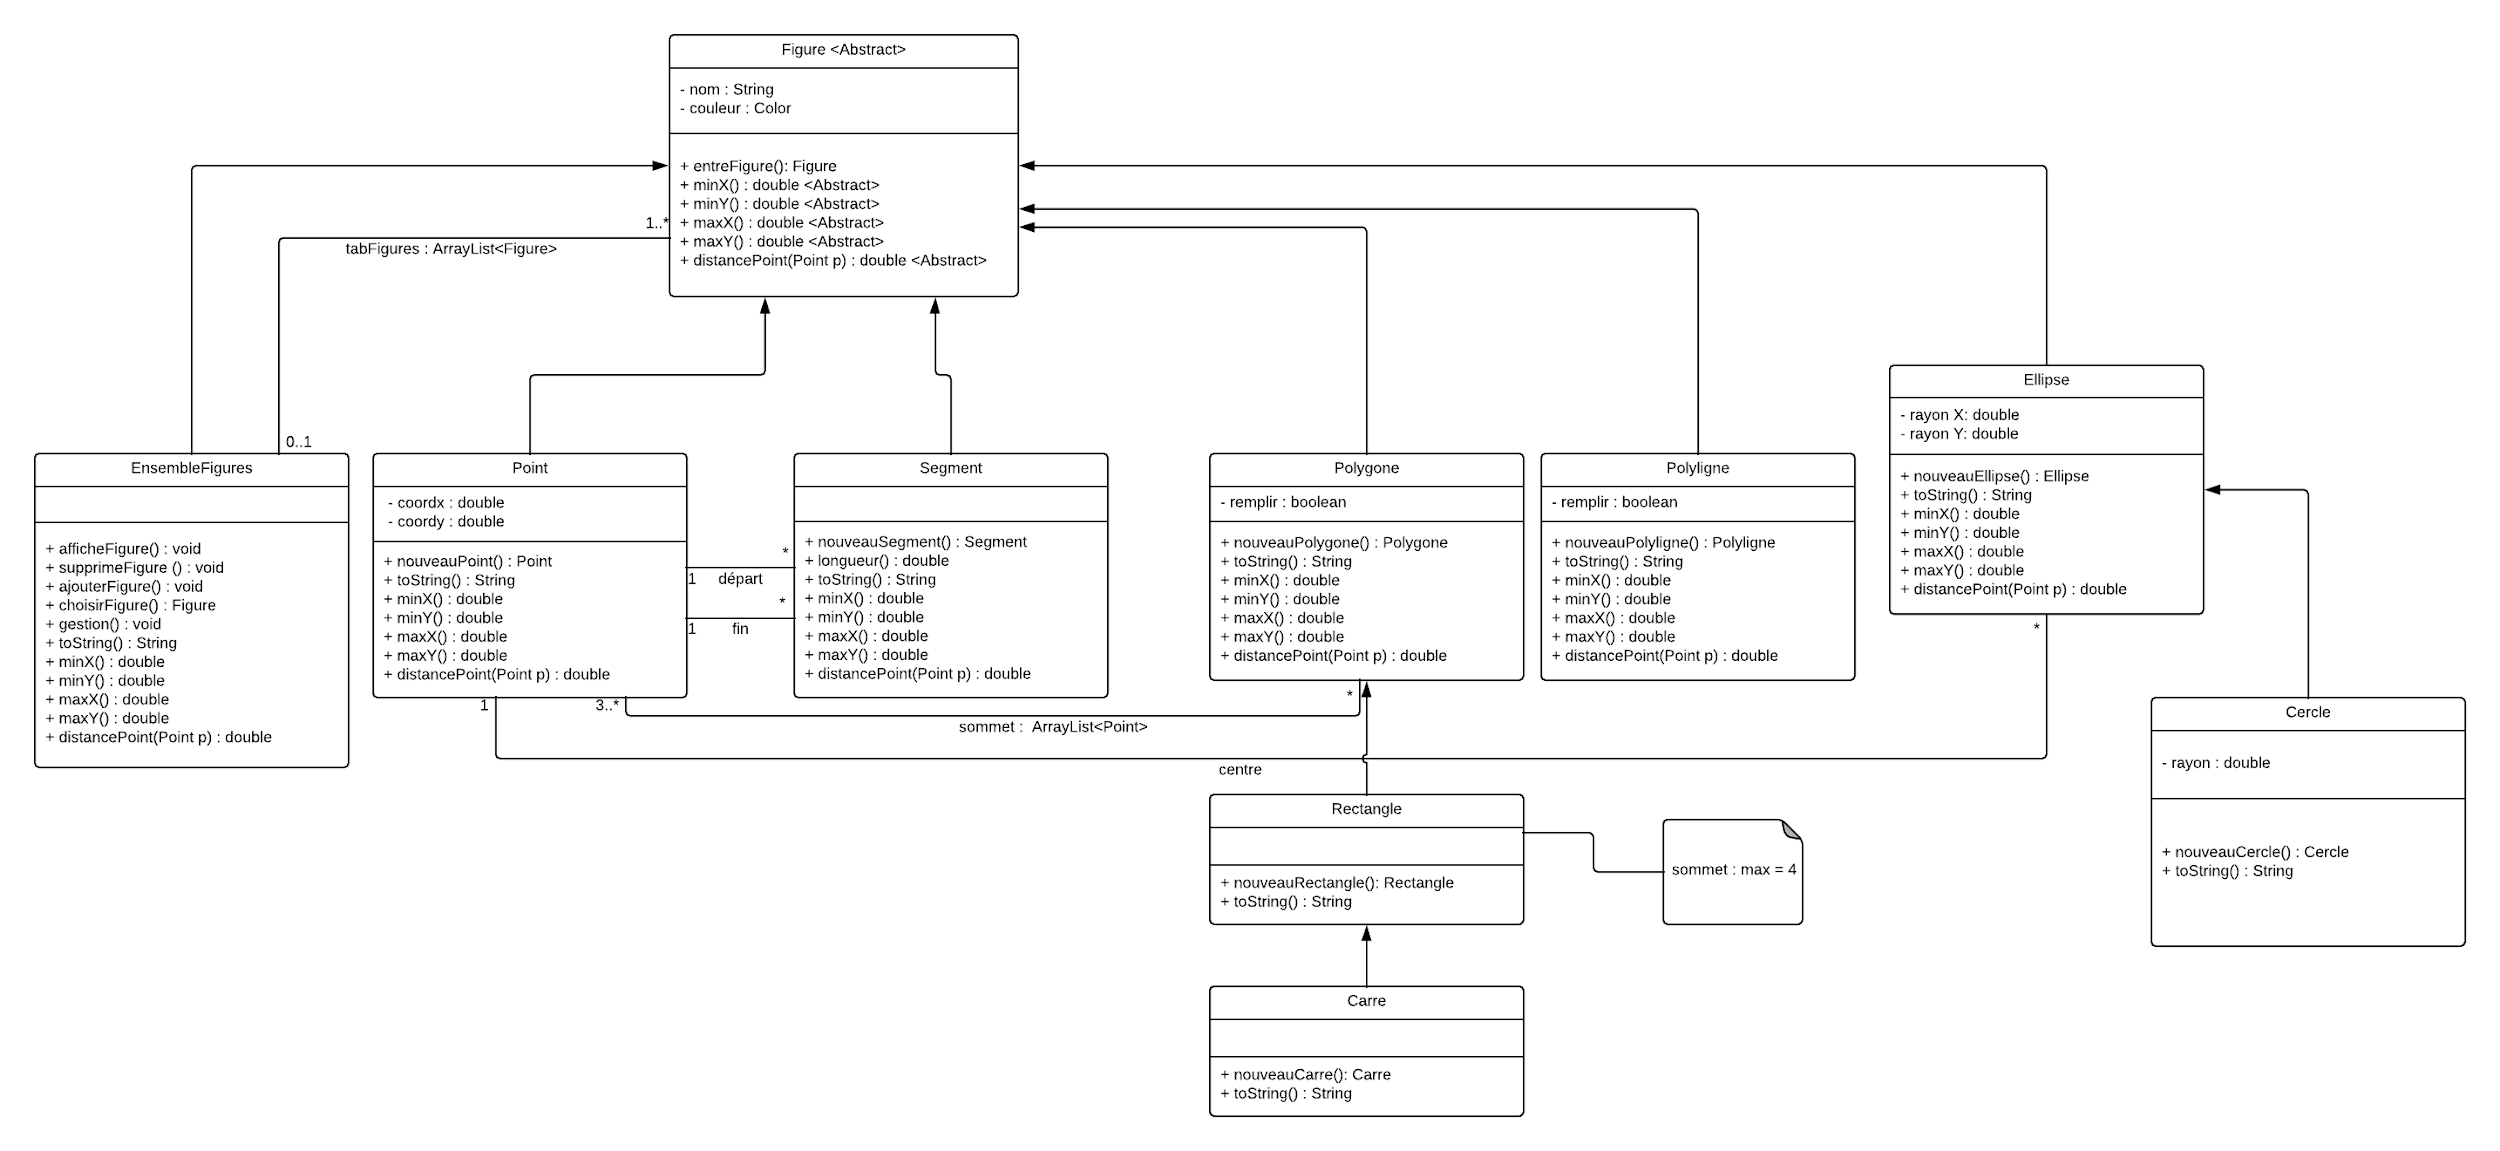 Figure <Abstract>
- nom : String
- couleur : Color
+ entreFigure(): Figure
+ minX() : double <Abstract>
+ minY() : double <Abstract>
+ maxX() : double <Abstract>
+ maxY() : double <Abstract>
+ distancePoint(Point p) : double <Abstract>
1..*
tabFigures : ArrayList<Figure>
0..1
EnsembleFigures
+ afficheFigure() : void
+ supprimeFigure () : void
+ ajouterFigure() : void
+ choisirFigure() : Figure
+ gestion() : void
+ toString() : String
+ minX() : double
+ minY() : double
+ maxX() : double
+ maxY() : double
+ distancePoint(Point p) : double
Point
- coordx : double
- coordy : double
+ nouveauPoint() : Point
+ toString() : String
+ minX() : double
+ minY() : double
+ maxX() : double
+ maxY() : double
+ distancePoint(Point p) : double
*
1 départ
*
1 fin
Segment
+ nouveauSegment() : Segment
+ longueur() : double
+ toString() : String
+ minX() : double
+ minY() : double
+ maxX() : double
+ maxY() : double
+ distancePoint(Point p) : double
Polygone
- remplir : boolean
+ nouveauPolygone() : Polygone
+ toString() : String
+ minX() : double
+ minY() : double
+ maxX() : double
+ maxY() : double
+ distancePoint(Point p) : double
Polyligne
- remplir : boolean
+ nouveauPolyligne() : Polyligne
+ toString() : String
+ minX() : double
+ minY() : double
+ maxX() : double
+ maxY() : double
+ distancePoint(Point p) : double
Ellipse
- rayon X: double
- rayon Y: double
+ nouveauEllipse() : Ellipse
+ toString() : String
+ minX() : double
+ minY() : double
+ maxX() : double
+ maxY() : double
+ distancePoint(Point p) : double
*
1
3..*
*
sommet : ArrayList<Point>
centre
Cercle
- rayon : double
+ nouveauCercle() : Cercle
+ toString() : String
Rectangle
+ nouveauRectangle(): Rectangle
+ toString() : String
sommet : max = 4
Carre
+ nouveauCarre(): Carre
+ toString() : String